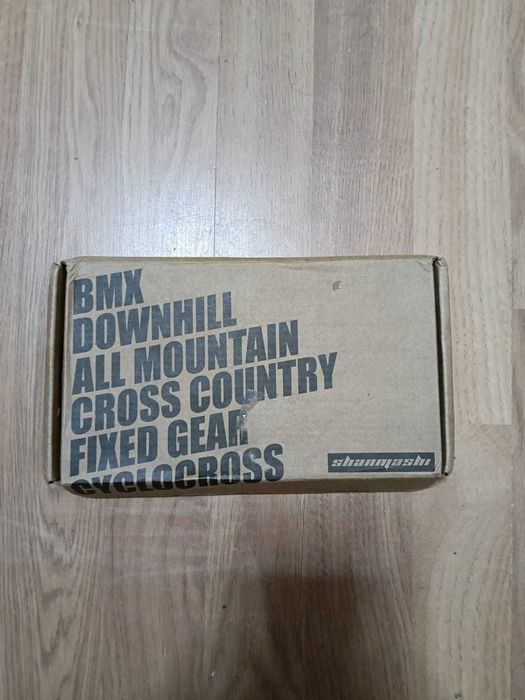 BMX
DOWNHILL
ALL MOUNTAIN
CROSS COUNTRY
FIXED GEAR
CYCLOCROSS
shanmashi